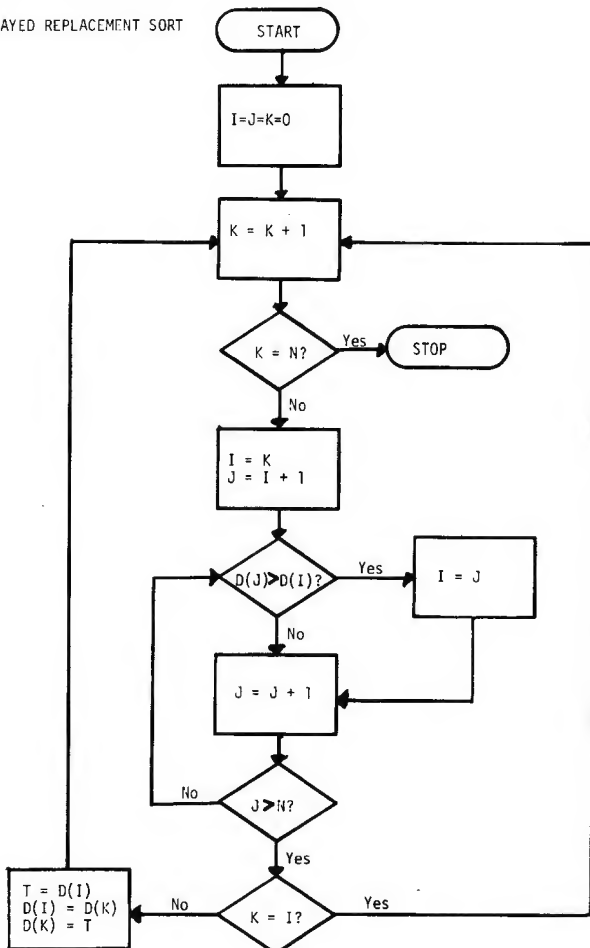 AYED REPLACEMENT SORT
START
I=J=K=0
K = K + 1
K = N?
Yes
STOP
No
I = K
J = I + 1
D(J)>D(I)?
Yes
I = J
No
J = J + 1
J>N?
No
Yes
K = I?
No
Yes
T = D(I)
D(I) = D(K)
D(K) = T